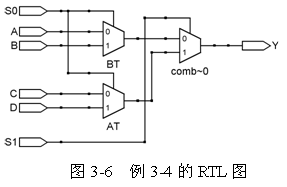 S0
A
0
B
1
BT
0
1
comb~0
Y
C
0
D
1
AT
S1
图 3-6 例 3-4 的 RTL 图